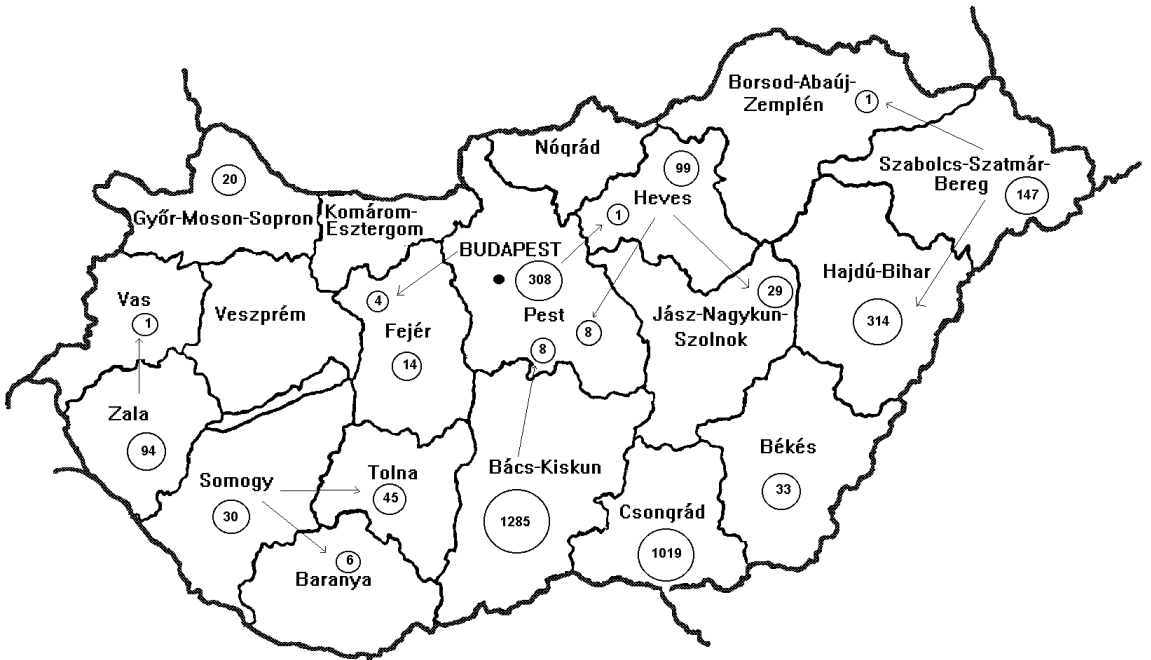 Borsod-Abaúj-
Zemplén
1
Nóqrád
Szabolcs-Szatmár-
Bereg
147
99
Heves
1
20
Győr-Moson-Sopron
Komárom-
Esztergom
BUDAPEST
308
Pest
8
8
Hajdú-Bihar
314
29
Jász-Nagykun-
Szolnok
Vas
1
Veszprém
4
Fejér
14
Zala
94
Somogy
30
Tolna
45
Bács-Kiskun
1285
Békés
33
Csongrád
1019
6
Baranya